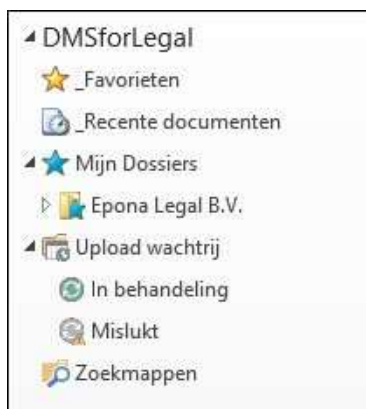 DMSforLegal
_Favorieten
_Recente documenten
Mijn Dossiers
Epona Legal B.V.
Upload wachtrij
In behandeling
Mislukt
Zoekmappen